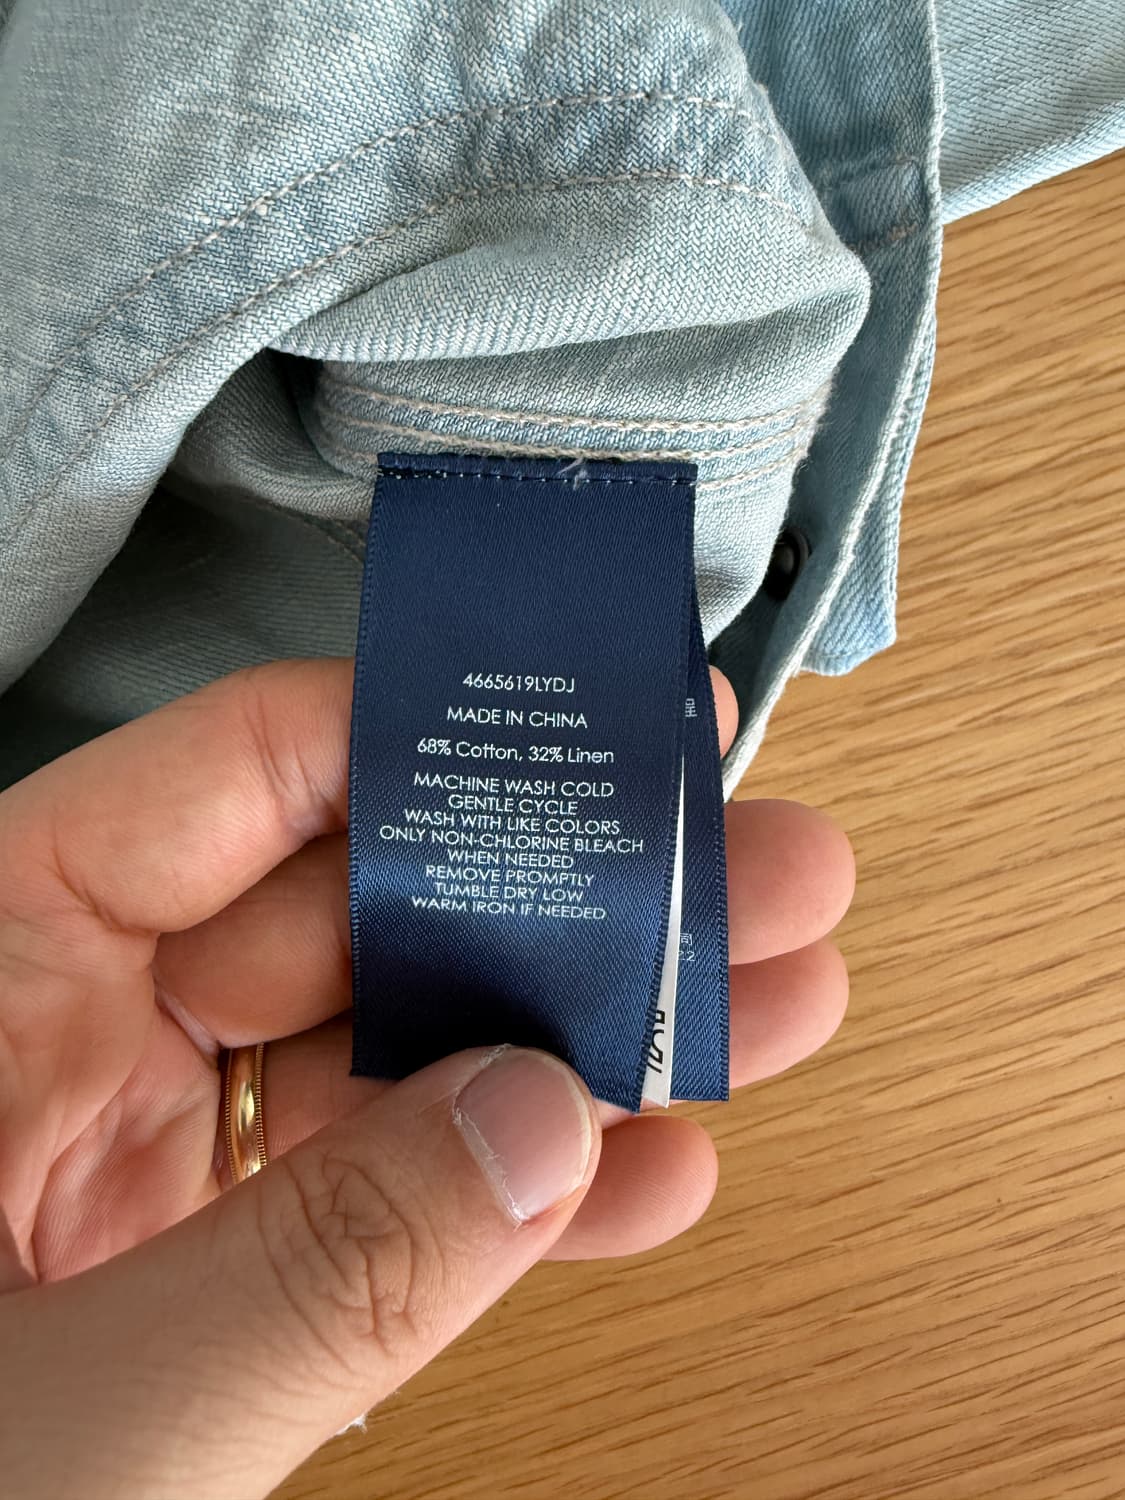 4665619LYDJ
MADE IN CHINA
68% Cotton, 32% Linen
MACHINE WASH COLD
GENTLE CYCLE
WASH WITH LIKE COLORS
ONLY NON-CHLORINE BLEACH
WHEN NEEDED
REMOVE PROMPTLY
TUMBLE DRY LOW
WARM IRON IF NEEDED